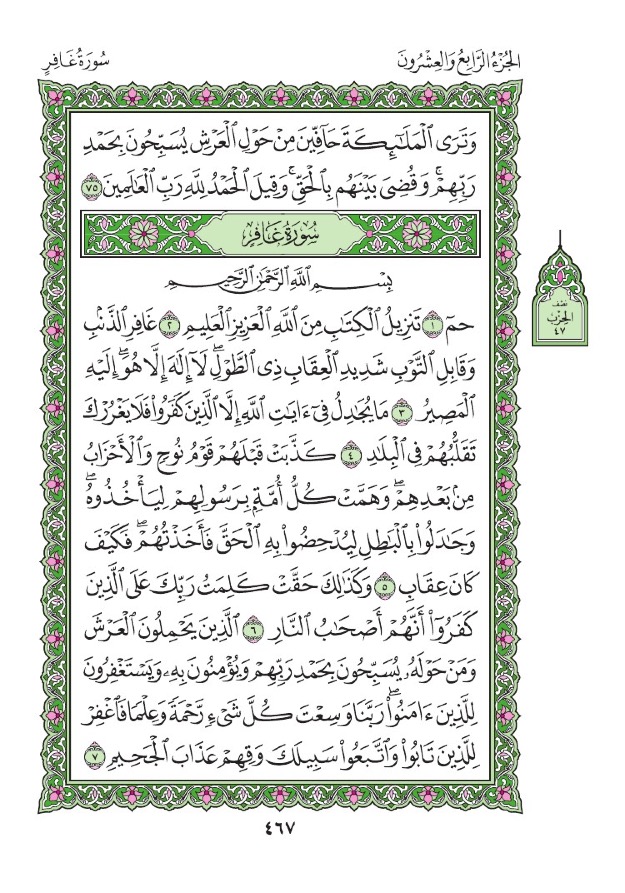 الجُزْءُ الرَّابِعُ وَالعِشْرُونَ
سُورَةُ غَافِرٍ
وَتَرَى ٱلْمَلَٰٓئِكَةَ حَآفِّينَ مِنْ حَوْلِ ٱلْعَرْشِ يُسَبِّحُونَ بِحَمْدِ
رَبِّهِمْۖ وَقُضِىَ بَيْنَهُم بِٱلْحَقِّ وَقِيلَ ٱلْحَمْدُ لِلَّهِ رَبِّ ٱلْعَٰلَمِينَ ٧٥
سُورَةُ غَافِرٍ
بِسْمِ ٱللَّهِ ٱلرَّحْمَٰنِ ٱلرَّحِيمِ
حمٓ ١ تَنزِيلُ ٱلْكِتَٰبِ مِنَ ٱللَّهِ ٱلْعَزِيزِ ٱلْعَلِيمِ ٢ غَافِرِ ٱلذَّنۢبِ
وَقَابِلِ ٱلتَّوْبِ شَدِيدِ ٱلْعِقَابِ ذِى ٱلطَّوْلِۖ لَآ إِلَٰهَ إِلَّا هُوَۖ إِلَيْهِ
ٱلْمَصِيرُ ٣ مَا يُجَٰدِلُ فِىٓ ءَايَٰتِ ٱللَّهِ إِلَّا ٱلَّذِينَ كَفَرُوا۟ فَلَا يَغْرُرْكَ
تَقَلُّبُهُمْ فِى ٱلْبِلَٰدِ ٤ كَذَّبَتْ قَبْلَهُمْ قَوْمُ نُوحٍ وَٱلْأَحْزَابُ
مِنۢ بَعْدِهِمْۖ وَهَمَّتْ كُلُّ أُمَّةٍۭ بِرَسُولِهِمْ لِيَأْخُذُوهُۖ
وَجَٰدَلُوا۟ بِٱلْبَٰطِلِ لِيُدْحِضُوا۟ بِهِ ٱلْحَقَّ فَأَخَذْتُهُمْۖ فَكَيْفَ
كَانَ عِقَابِ ٥ وَكَذَٰلِكَ حَقَّتْ كَلِمَتُ رَبِّكَ عَلَى ٱلَّذِينَ
كَفَرُوٓا۟ أَنَّهُمْ أَصْحَٰبُ ٱلنَّارِ ٦ ٱلَّذِينَ يَحْمِلُونَ ٱلْعَرْشَ
وَمَنْ حَوْلَهُۥ يُسَبِّحُونَ بِحَمْدِ رَبِّهِمْ وَيُؤْمِنُونَ بِهِۦ وَيَسْتَغْفِرُونَ
لِلَّذِينَ ءَامَنُوا۟ۖ رَبَّنَا وَسِعْتَ كُلَّ شَىْءٍ رَّحْمَةً وَعِلْمًا فَٱغْفِرْ
لِلَّذِينَ تَابُوا۟ وَٱتَّبَعُوا۟ سَبِيلَكَ وَقِهِمْ عَذَابَ ٱلْجَحِيمِ ٧
نصف
الحزب
٤٧
٤٦٧